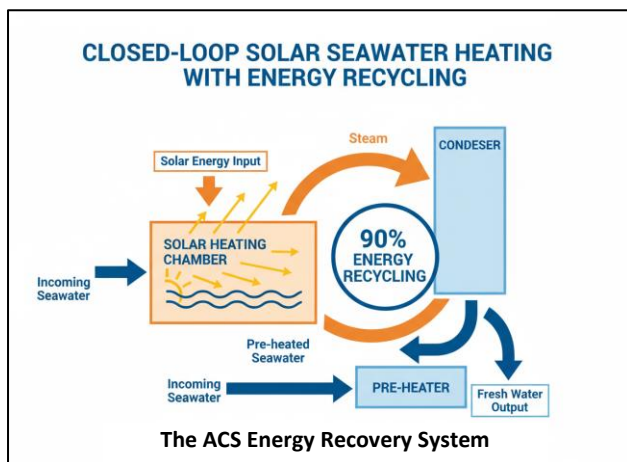 CLOSED-LOOP SOLAR SEAWATER HEATING
WITH ENERGY RECYCLING
Steam
CONDESER
Solar Energy Input
SOLAR HEATING
CHAMBER
90%
ENERGY
RECYCLING
Incoming
Seawater
Pre-heated
Seawater
Incoming
Seawater
PRE-HEATER
Fresh Water
Output
The ACS Energy Recovery System